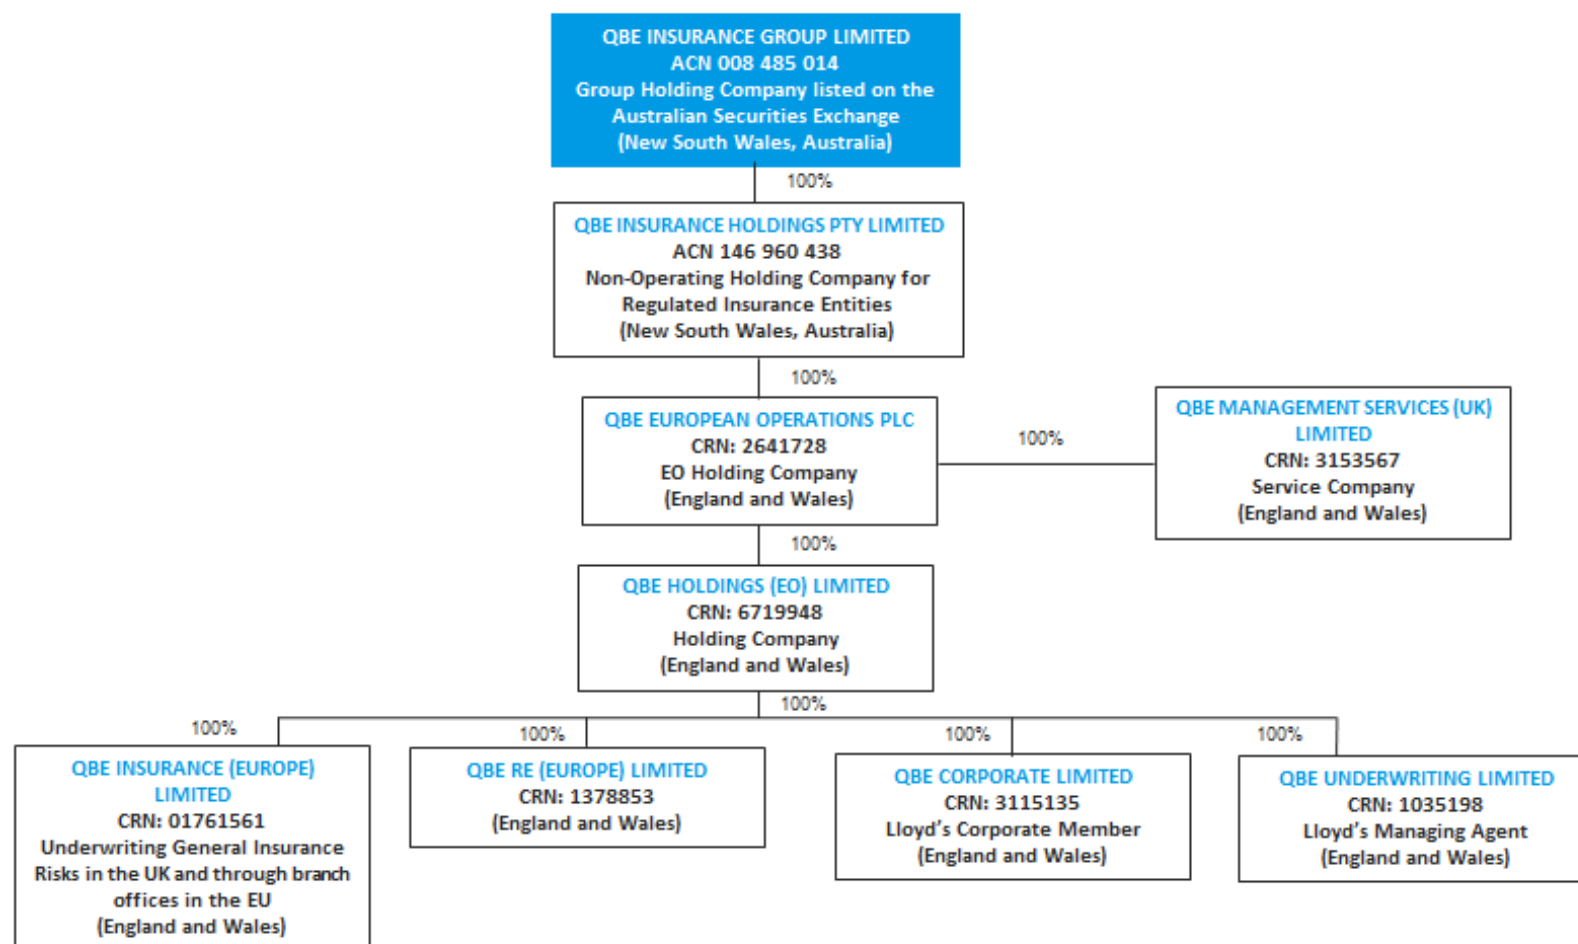 QBE INSURANCE GROUP LIMITED
ACN 008 485 014
Group Holding Company listed on the
Australian Securities Exchange
(New South Wales, Australia)
100%
QBE INSURANCE HOLDINGS PTY LIMITED
ACN 146 960 438
Non-Operating Holding Company for
Regulated Insurance Entities
(New South Wales, Australia)
100%
QBE EUROPEAN OPERATIONS PLC
CRN: 2641728
EO Holding Company
(England and Wales)
100%
QBE MANAGEMENT SERVICES (UK)
LIMITED
CRN: 3153567
Service Company
(England and Wales)
100%
QBE HOLDINGS (EO) LIMITED
CRN: 6719948
Holding Company
(England and Wales)
100%
100%
QBE INSURANCE (EUROPE)
LIMITED
CRN: 01761561
Underwriting General Insurance
Risks in the UK and through branch
offices in the EU
(England and Wales)
100%
QBE RE (EUROPE) LIMITED
CRN: 1378853
(England and Wales)
100%
QBE CORPORATE LIMITED
CRN: 3115135
Lloyd's Corporate Member
(England and Wales)
100%
QBE UNDERWRITING LIMITED
CRN: 1035198
Lloyd's Managing Agent
(England and Wales)